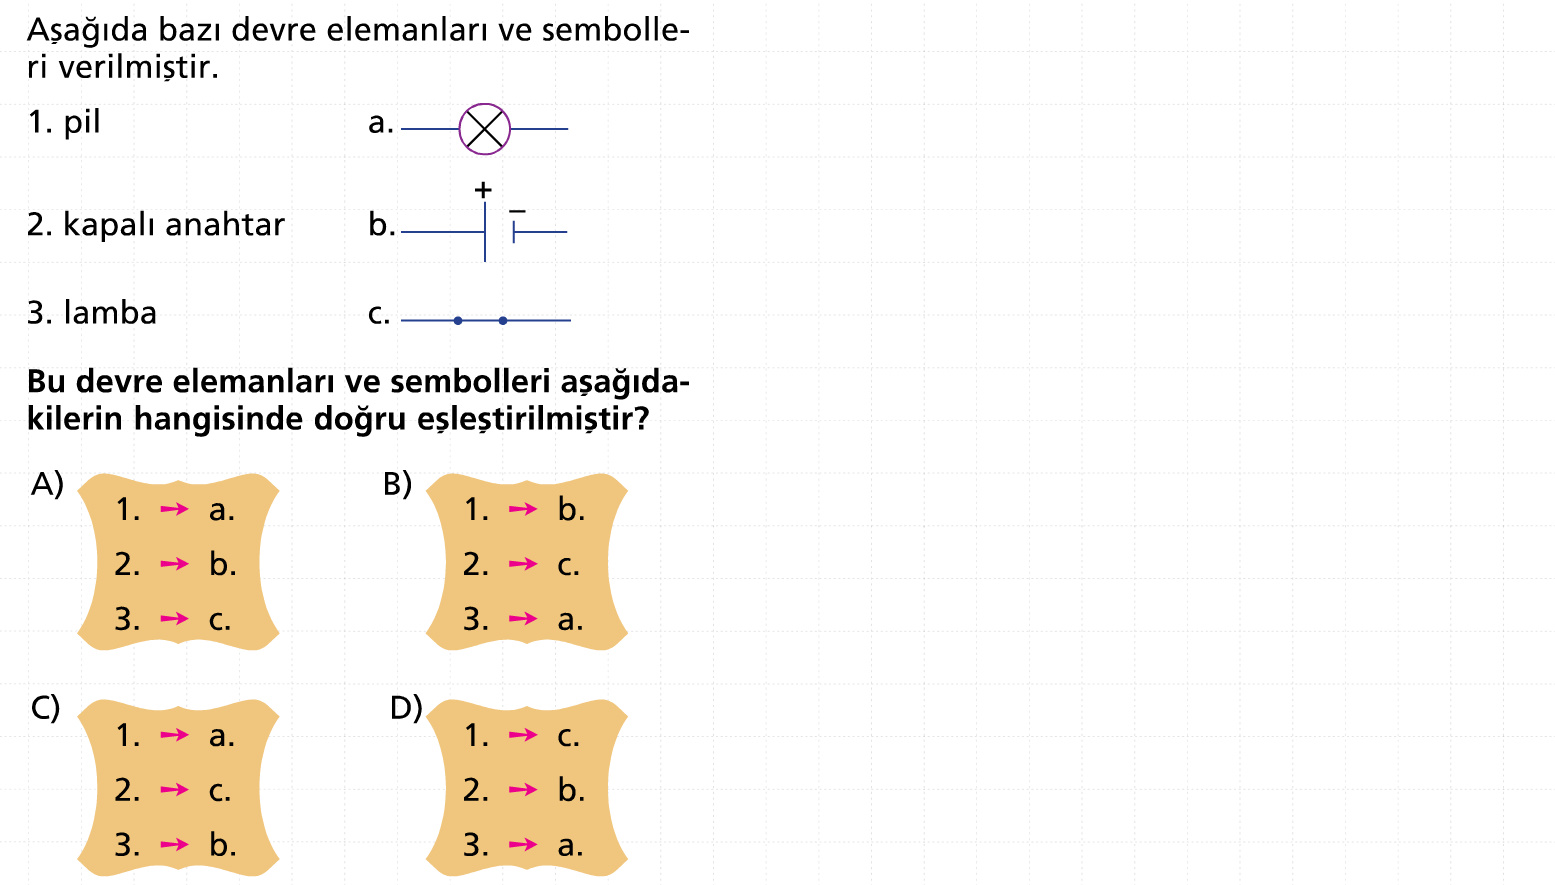 Aşağıda bazı devre elemanları ve sembolle-
ri verilmiştir.
1. pil a.
+ –
2. kapalı anahtar b.
3. lamba c.
Bu devre elemanları ve sembolleri aşağıda-
kilerin hangisinde doğru eşleştirilmiştir?
A) B)
1. → a. 1. → b.
2. → b. 2. → c.
3. → c. 3. → a.
C) D)
1. → a. 1. → c.
2. → c. 2. → b.
3. → b. 3. → a.